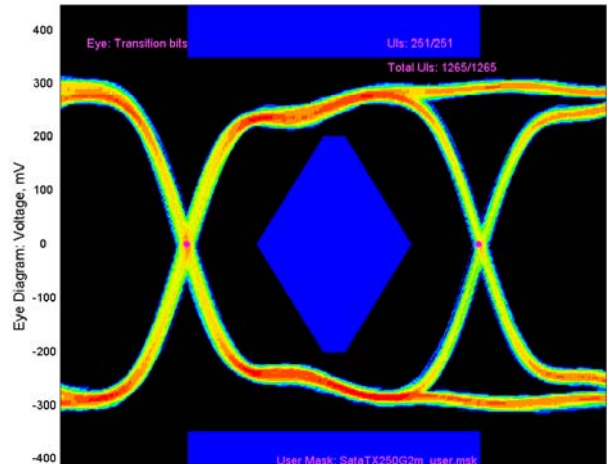 400
Eye: Transition bits
UIs: 251/251
Total UIs: 1265/1265
300
200
100
0
-100
-200
-300
-400
Eye Diagram: Voltage, mV
User Mask: SataTX250G2m_user.msk